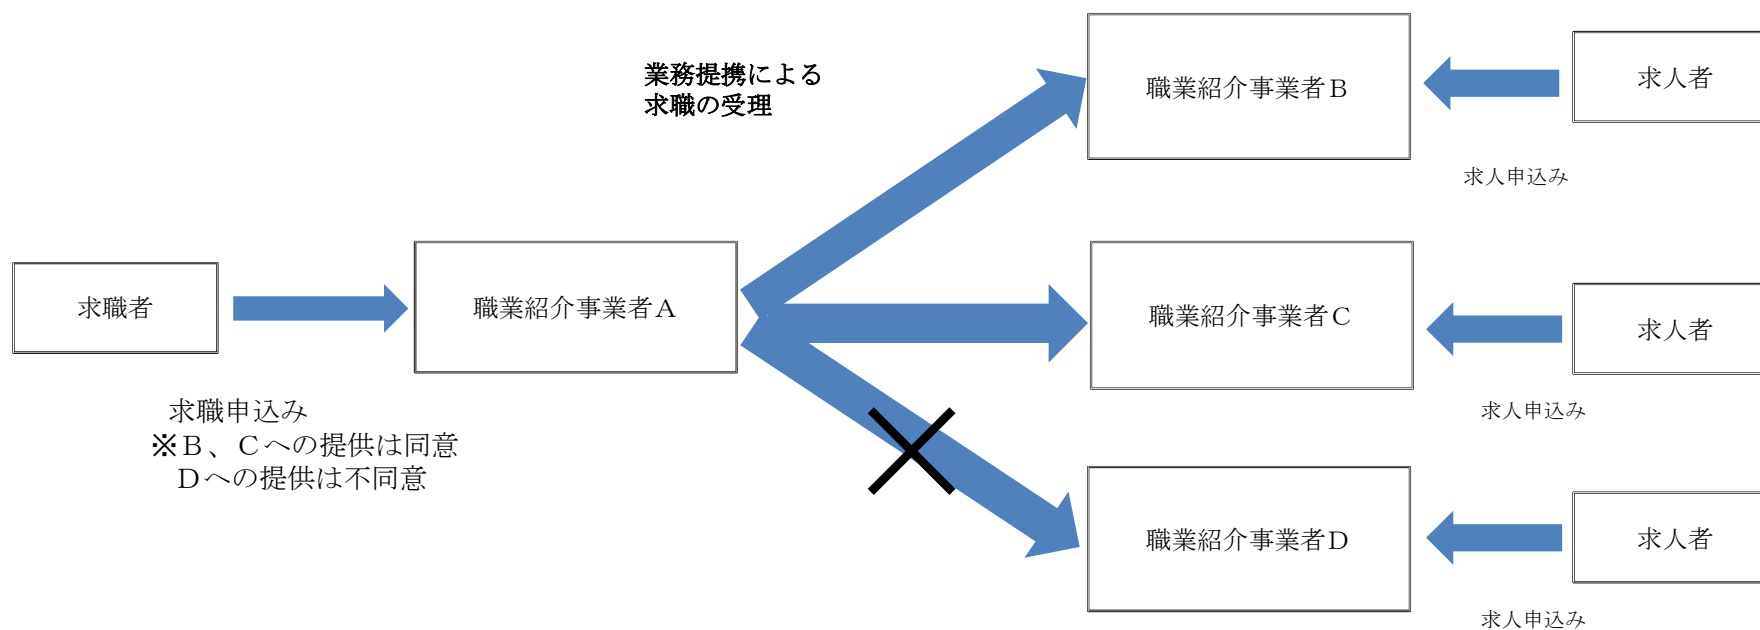 業務提携による
求職の受理
職業紹介事業者Ｂ
求人者
求人申込み
求職者
職業紹介事業者Ａ
職業紹介事業者Ｃ
求人者
求人申込み
求職申込み
※Ｂ、Ｃへの提供は同意
Ｄへの提供は不同意
職業紹介事業者Ｄ
求人者
求人申込み